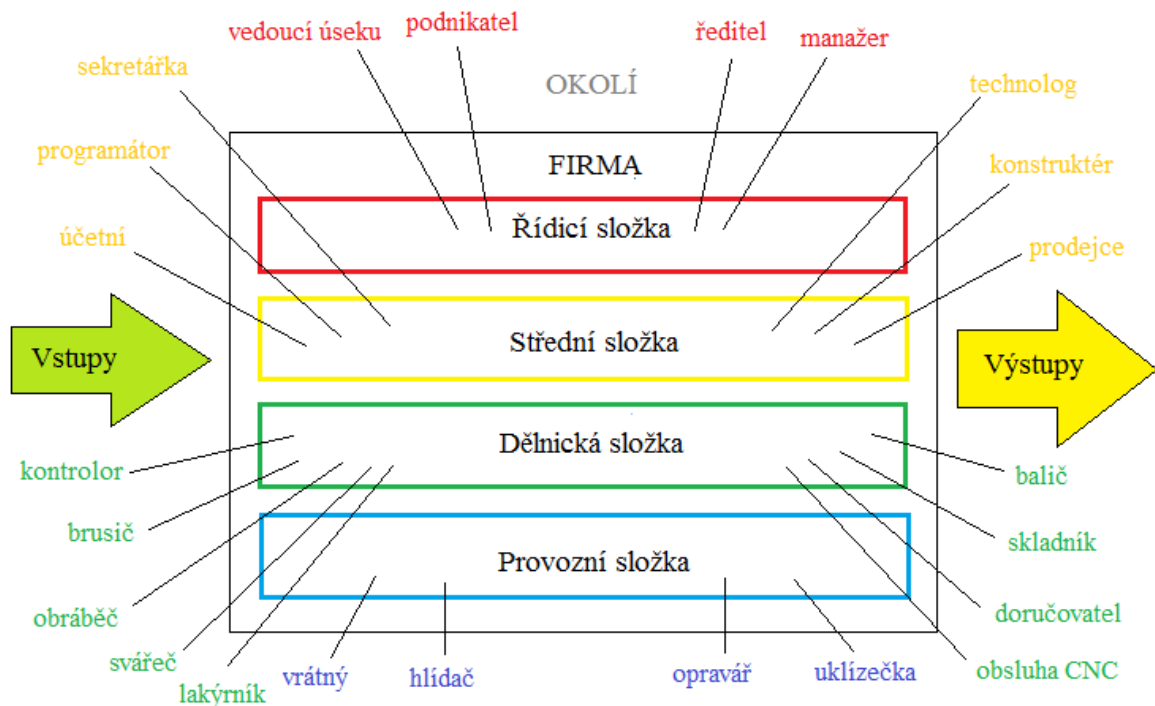 vedoucí úseku
podnikatel
ředitel
manažer
sekretářka
OKOLÍ
technolog
programátor
FIRMA
konstruktér
Řídicí složka
účetní
prodejce
Vstupy
Střední složka
Výstupy
kontrolor
Dělnická složka
balič
brusič
skladník
Provozní složka
obráběč
doručovatel
svářeč
lakýrník
vrátný
hlídač
opravář
uklízečka
obsluha CNC